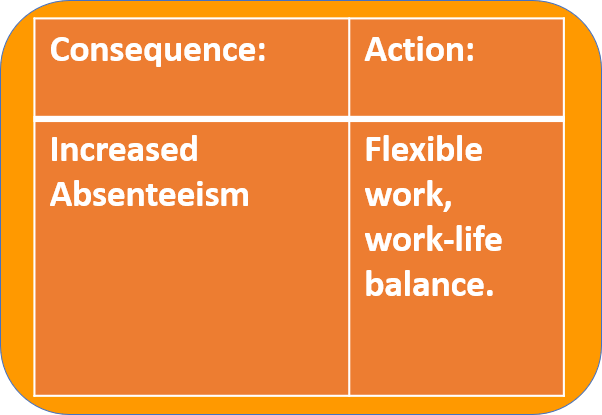 Consequence:
Action:
Increased
Absenteeism
Flexible
work,
work-life
balance.